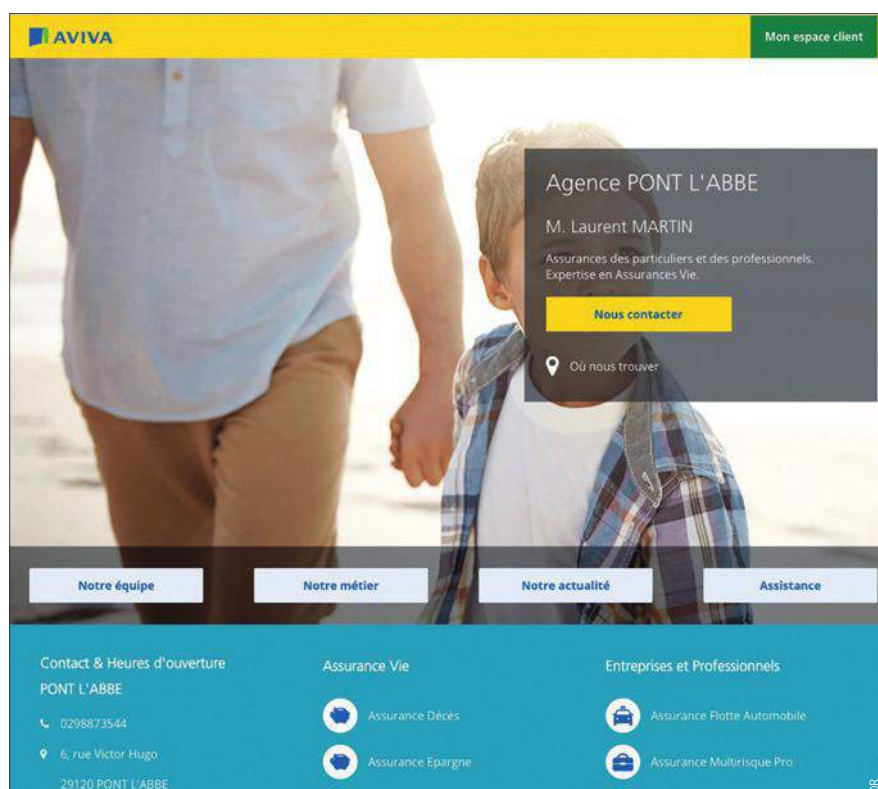 AVIVA
Mon espace client
Agence PONT L'ABBE
M. Laurent MARTIN
Assurances des particuliers et des professionnels.
Expertise en Assurances Vie.
Nous contacter
Où nous trouver
Notre équipe
Notre métier
Notre actualité
Assistance
Contact & Heures d'ouverture
PONT L'ABBE
0298873544
6, rue Victor Hugo
29120 PONT L'ABBE
Assurance Vie
Assurance Décès
Assurance Epargne
Entreprises et Professionnels
Assurance Flotte Automobile
Assurance Multirisque Pro